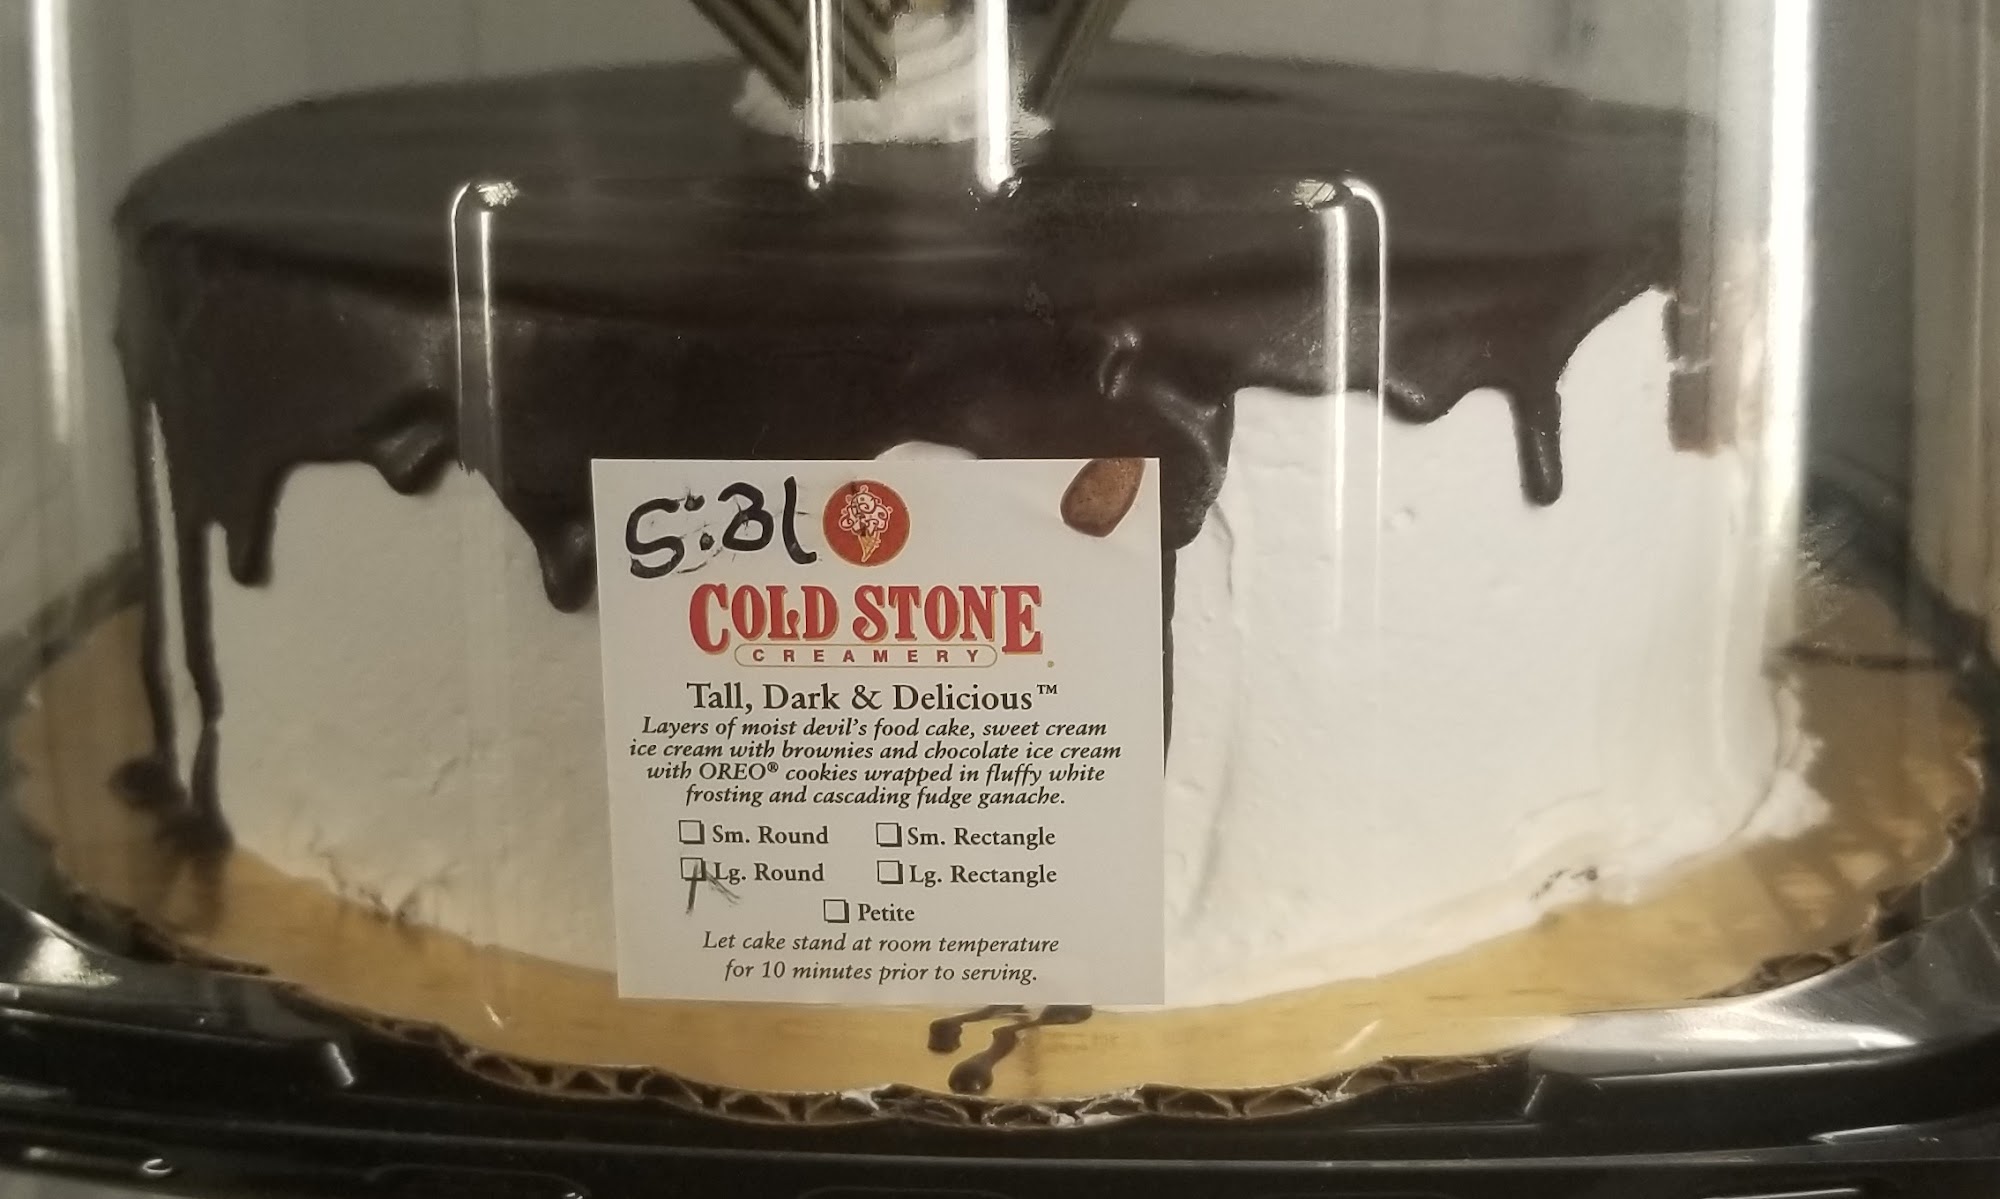 COLD STONE
CREAMERY
Tall, Dark & Delicious™
Layers of moist devil's food cake, sweet cream
ice cream with brownies and chocolate ice cream
with OREO® cookies wrapped in fluffy white
frosting and cascading fudge ganache.
Sm. Round
Sm. Rectangle
Lg. Round
Lg. Rectangle
Petite
Let cake stand at room temperature
for 10 minutes prior to serving.